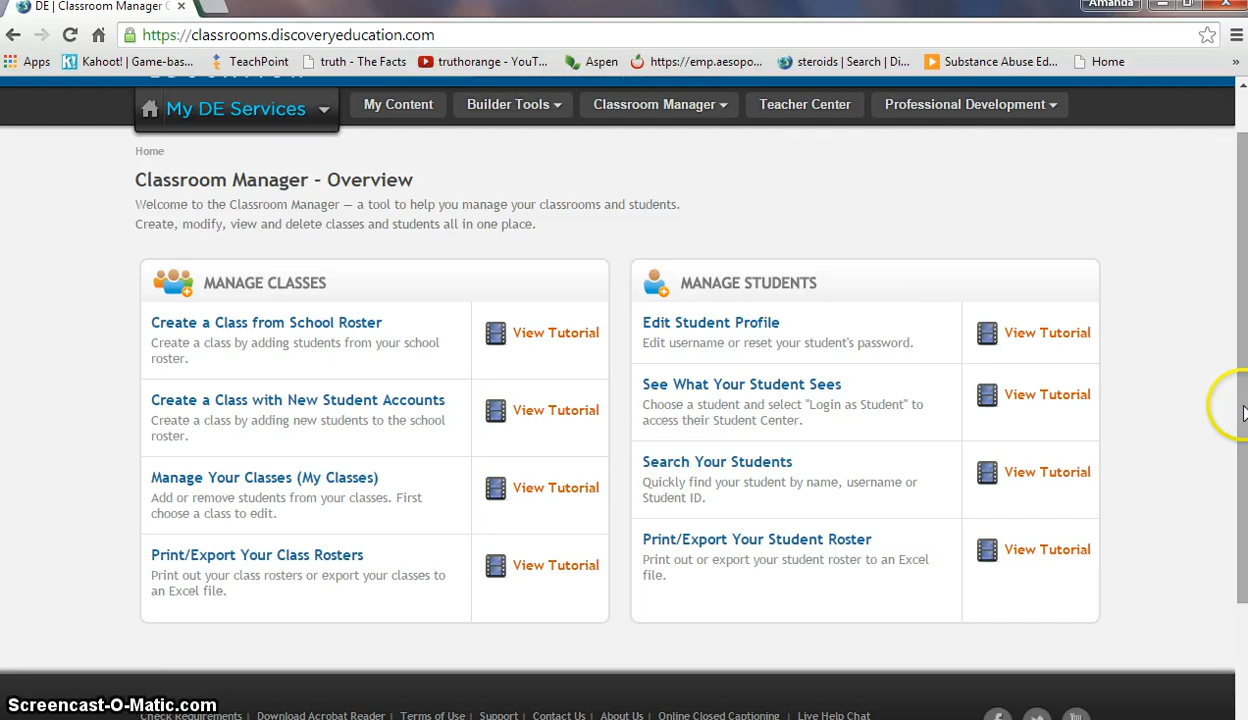 DE | Classroom Manager
Amanda
https://classrooms.discoveryeducation.com
Apps Kahoot! | Game-bas... TeachPoint truth - The Facts truthorange - YouT... Aspen https://emp.aesopo... steroids | Search | Di... Substance Abuse Ed... Home »
My DE Services My Content Builder Tools Classroom Manager Teacher Center Professional Development
Home
Classroom Manager - Overview
Welcome to the Classroom Manager — a tool to help you manage your classrooms and students.
Create, modify, view and delete classes and students all in one place.
MANAGE CLASSES
Create a Class from School Roster
Create a class by adding students from your school
roster.
View Tutorial
Create a Class with New Student Accounts
Create a class by adding new students to the school
roster.
View Tutorial
Manage Your Classes (My Classes)
Add or remove students from your classes. First
choose a class to edit.
View Tutorial
Print/Export Your Class Rosters
Print out your class rosters or export your classes to
an Excel file.
View Tutorial
MANAGE STUDENTS
Edit Student Profile
Edit username or reset your student's password.
View Tutorial
See What Your Student Sees
Choose a student and select "Login as Student" to
access their Student Center.
View Tutorial
Search Your Students
Quickly find your student by name, username or
Student ID.
View Tutorial
Print/Export Your Student Roster
Print out or export your student roster to an Excel
file.
View Tutorial
Screencast-O-Matic.com
Check Requirements Download Acrobat Reader Terms of Use Support Contact Us About Us Online Closed Captioning Live Help Chat